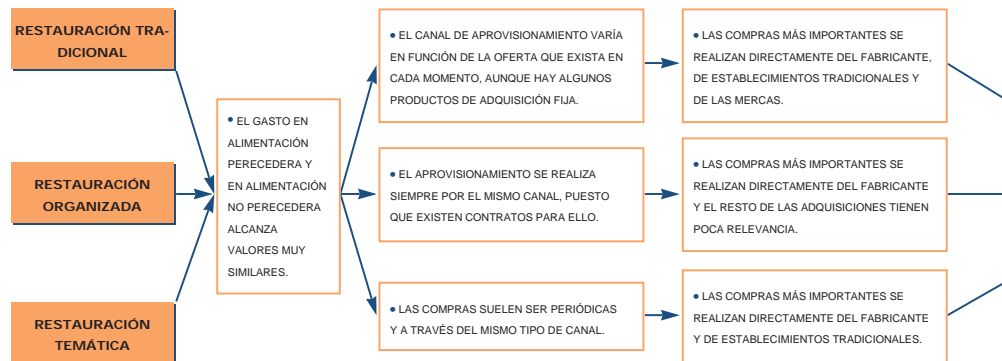 RESTAURACIÓN TRA-
DICIONAL
RESTAURACIÓN
ORGANIZADA
RESTAURACIÓN
TEMÁTICA
• EL GASTO EN
ALIMENTACIÓN
PERECEDERA Y
EN ALIMENTACIÓN
NO PERECEDERA
ALCANZA
VALORES MUY
SIMILARES.
• EL CANAL DE APROVISIONAMIENTO VARÍA
EN FUNCIÓN DE LA OFERTA QUE EXISTA EN
CADA MOMENTO, AUNQUE HAY ALGUNOS
PRODUCTOS DE ADQUISICIÓN FIJA.
• EL APROVISIONAMIENTO SE REALIZA
SIEMPRE POR EL MISMO CANAL, PUESTO
QUE EXISTEN CONTRATOS PARA ELLO.
• LAS COMPRAS SUELEN SER PERIÓDICAS
Y A TRAVÉS DEL MISMO TIPO DE CANAL.
• LAS COMPRAS MÁS IMPORTANTES SE
REALIZAN DIRECTAMENTE DEL FABRICANTE,
DE ESTABLECIMIENTOS TRADICIONALES Y
DE LAS MERCAS.
• LAS COMPRAS MÁS IMPORTANTES SE
REALIZAN DIRECTAMENTE DEL FABRICANTE
Y EL RESTO DE LAS ADQUISICIONES TIENEN
POCA RELEVANCIA.
• LAS COMPRAS MÁS IMPORTANTES SE
REALIZAN DIRECTAMENTE DEL FABRICANTE
Y DE ESTABLECIMIENTOS TRADICIONALES.